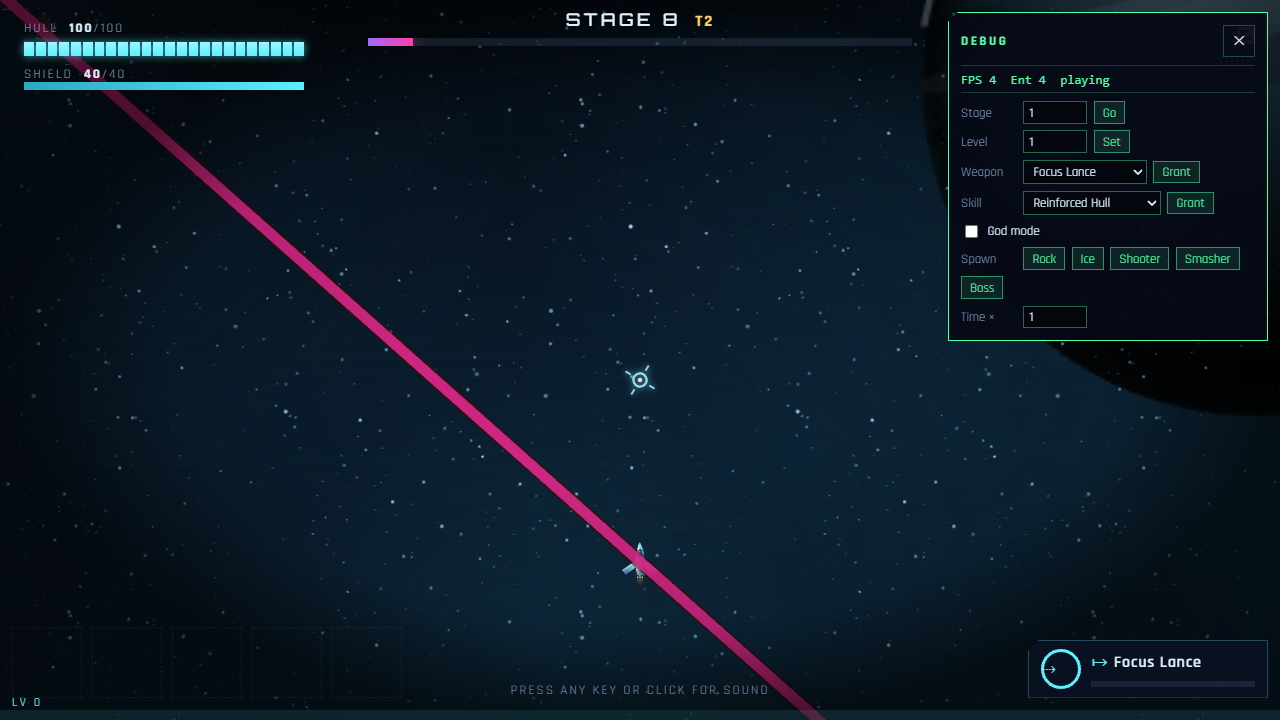 HULL 100/100
SHIELD 40/40
STAGE 8 T2
DEBUG
FPS 4 Ent 4 playing
Stage 1 Go
Level 1 Set
Weapon Focus Lance Grant
Skill Reinforced Hull Grant
God mode
Spawn Rock Ice Shooter Smasher
Boss
Time × 1
PRESS ANY KEY OR CLICK FOR SOUND
LV 0
↦ Focus Lance